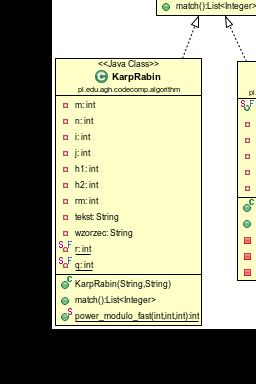 match():List<Integer>
<<Java Class>>
KarpRabin
pl.edu.agh.codecomp.algorithm
pl.
m: int
n: int
i: int
j: int
h1: int
h2: int
rm: int
tekst: String
wzorzec: String
r: int
q: int
KarpRabin(String,String)
match():List<Integer>
power_modulo_fast(int,int,int):int